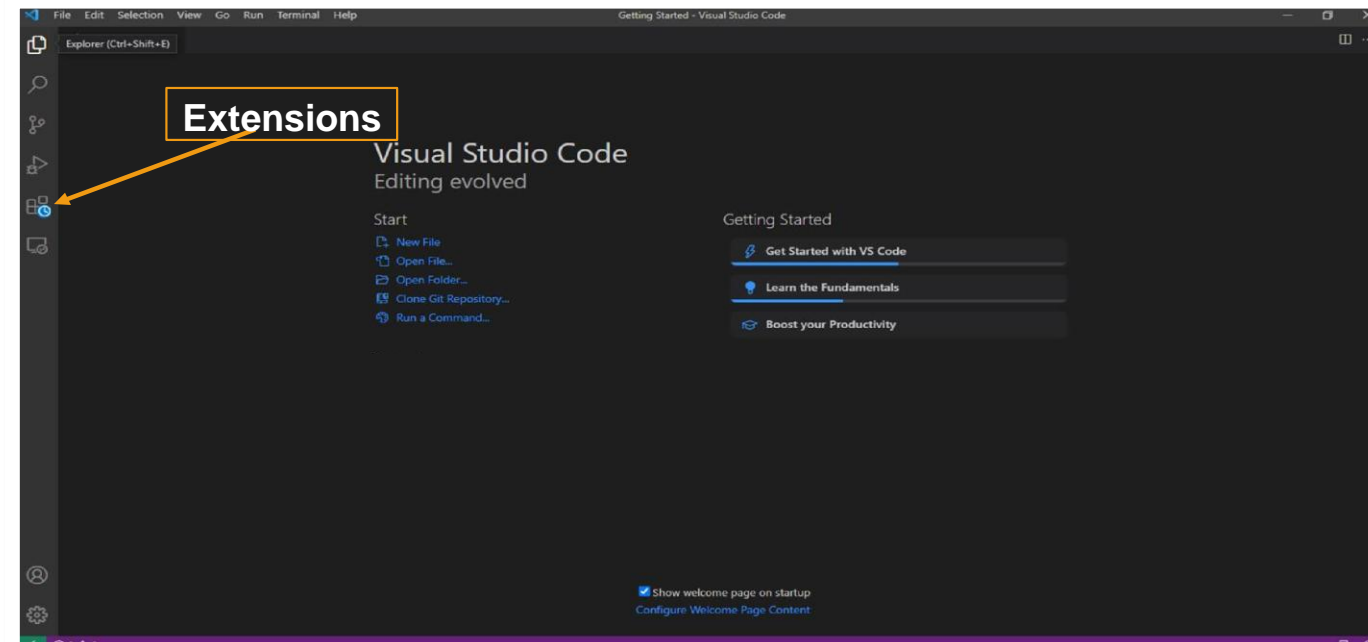 File Edit Selection View Go Run Terminal Help
Getting Started - Visual Studio Code
Explorer (Ctrl+Shift+E)
Extensions
Visual Studio Code
Editing evolved
Start
New File
Open File...
Open Folder...
Clone Git Repository...
Run a Command...
Getting Started
Get Started with VS Code
Learn the Fundamentals
Boost your Productivity
Show welcome page on startup
Configure Welcome Page Content